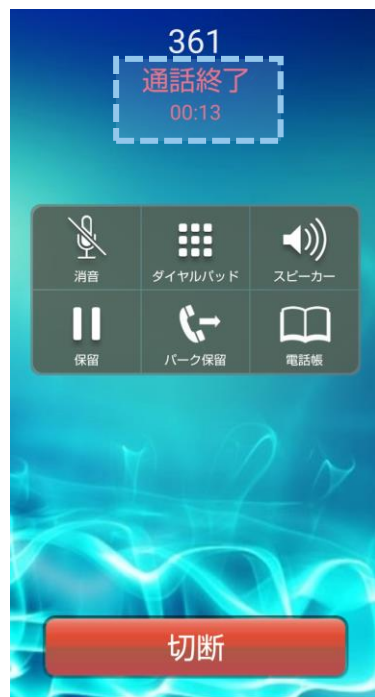 361
通話終了
00:13
消音
ダイヤルパッド
スピーカー
保留
パーク保留
電話帳
切断